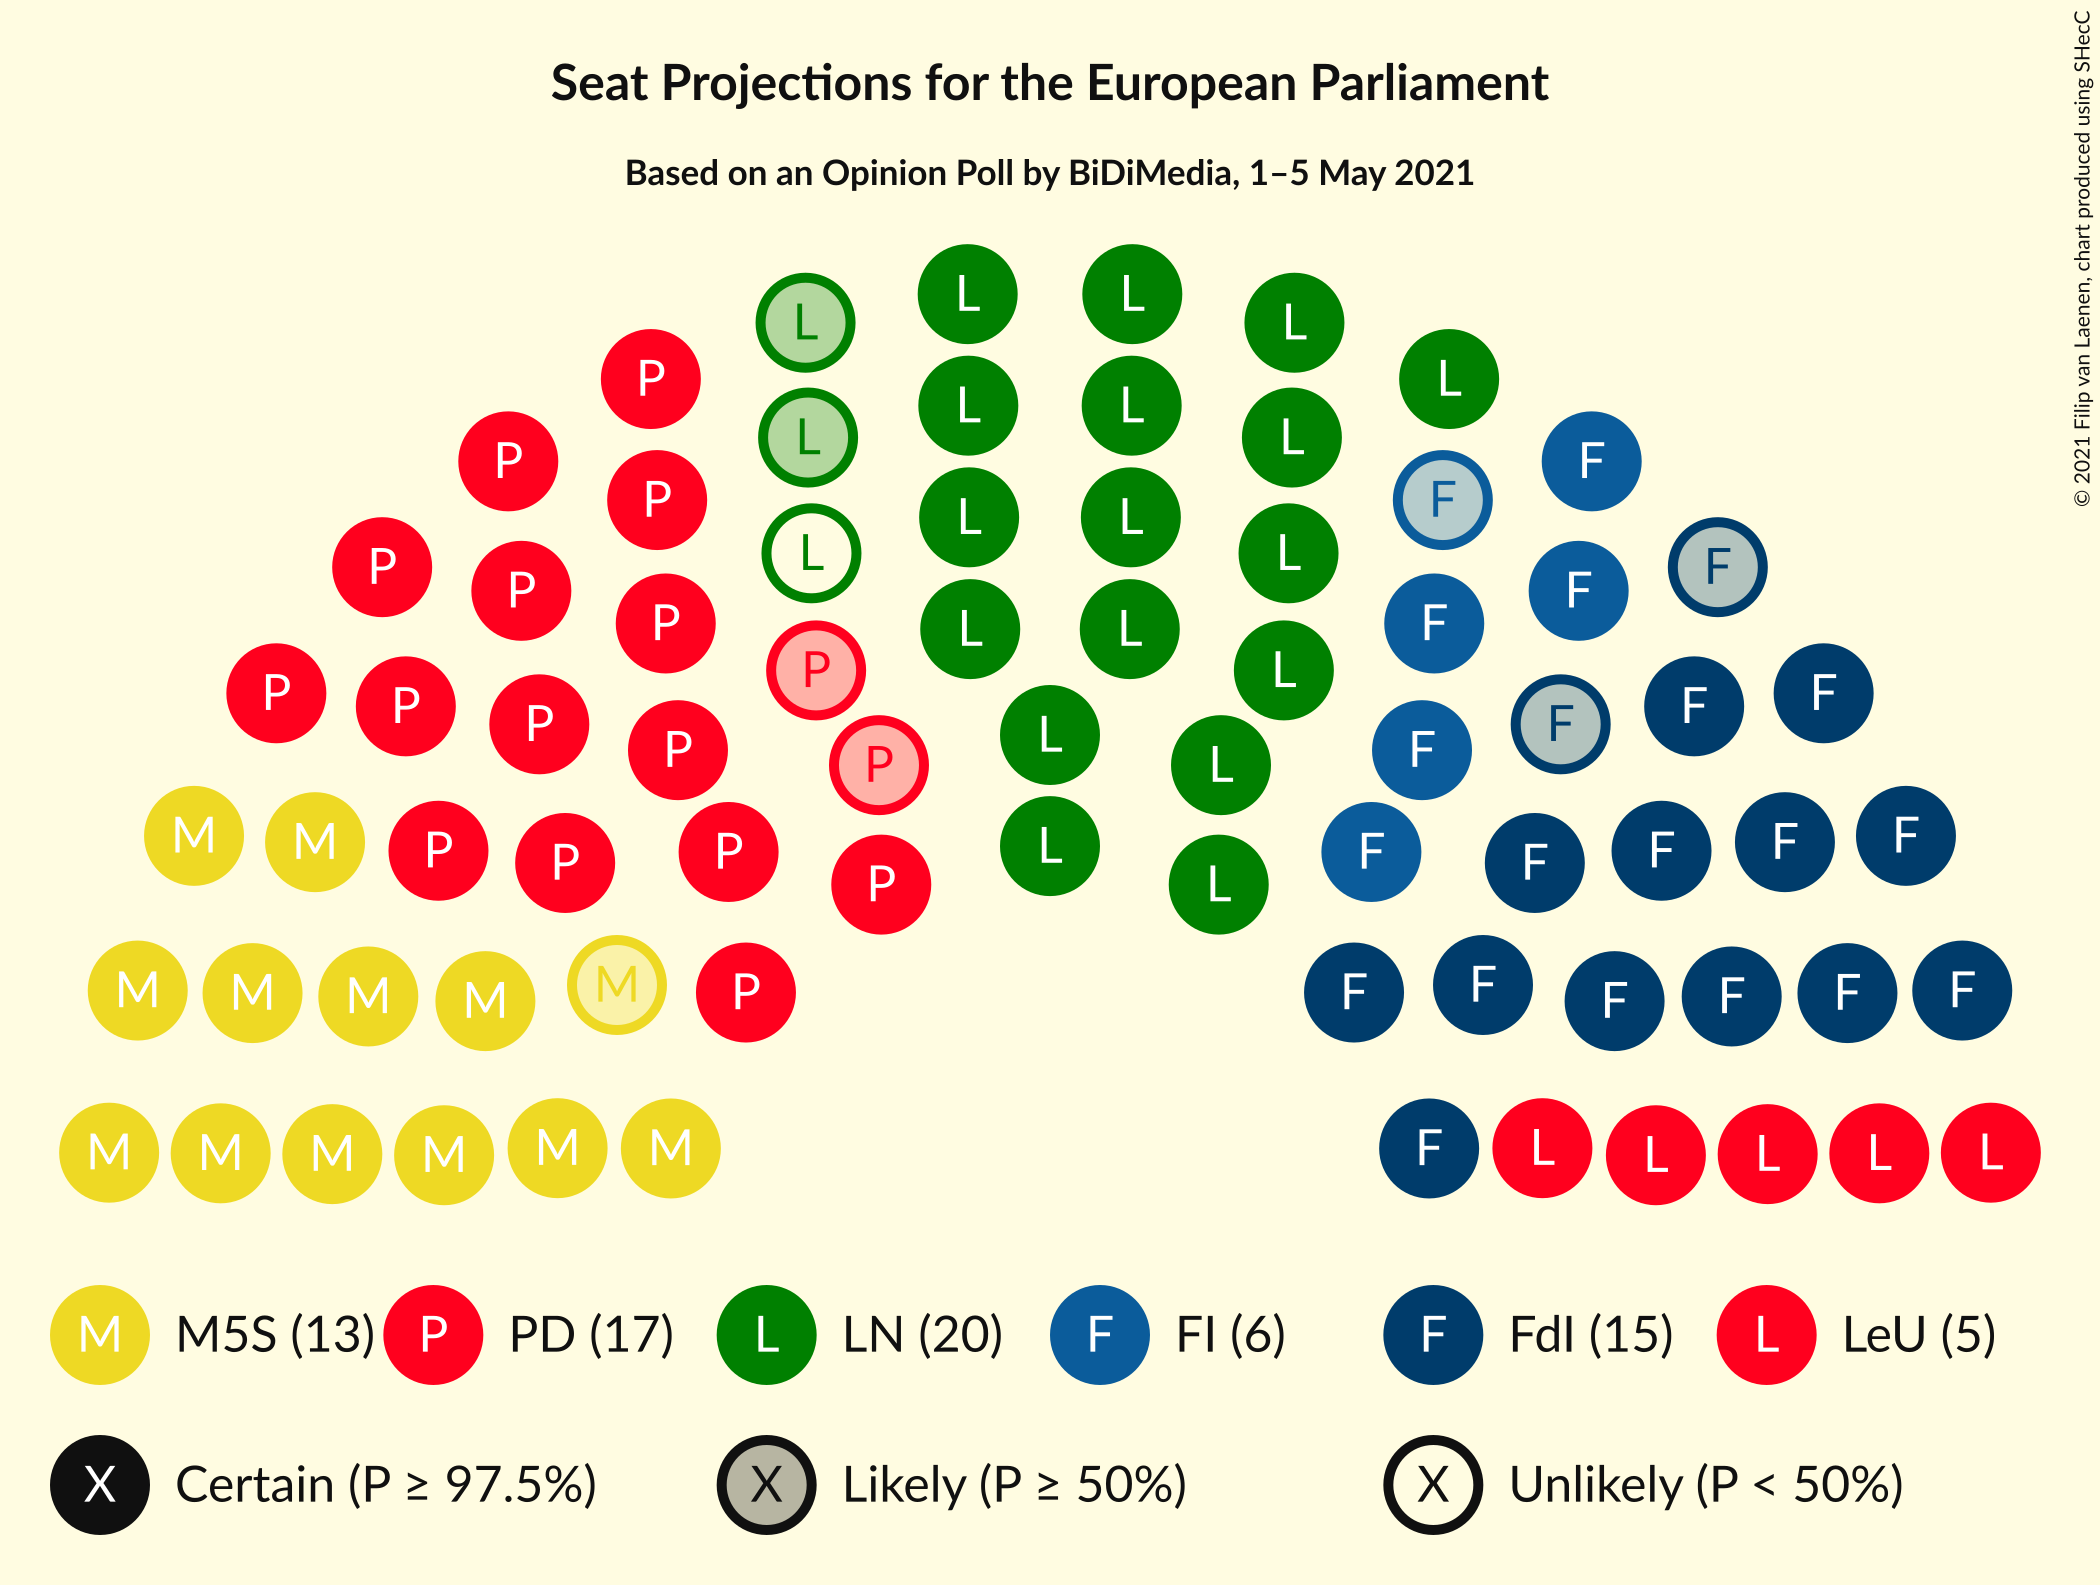 Seat Projections for the European Parliament
Based on an Opinion Poll by BiDiMedia, 1–5 May 2021
© 2021 Filip van Laenen, chart produced using SHecC
L L
L L
P L
L L
L L
P F F
P P L
L L
L F
P P F F
P F
L L
P L
P P F F
P P L F
P P F
P L
M M L F F
P P P F
P F F
P L
M M M M P F F F F F
M M F
M M M M M M F L L L L L
M M5S (13) P PD (17) L LN (20) F FI (6) F FdI (15) L LeU (5)
X Certain (P ≥ 97.5%) X Likely (P ≥ 50%) X Unlikely (P < 50%)